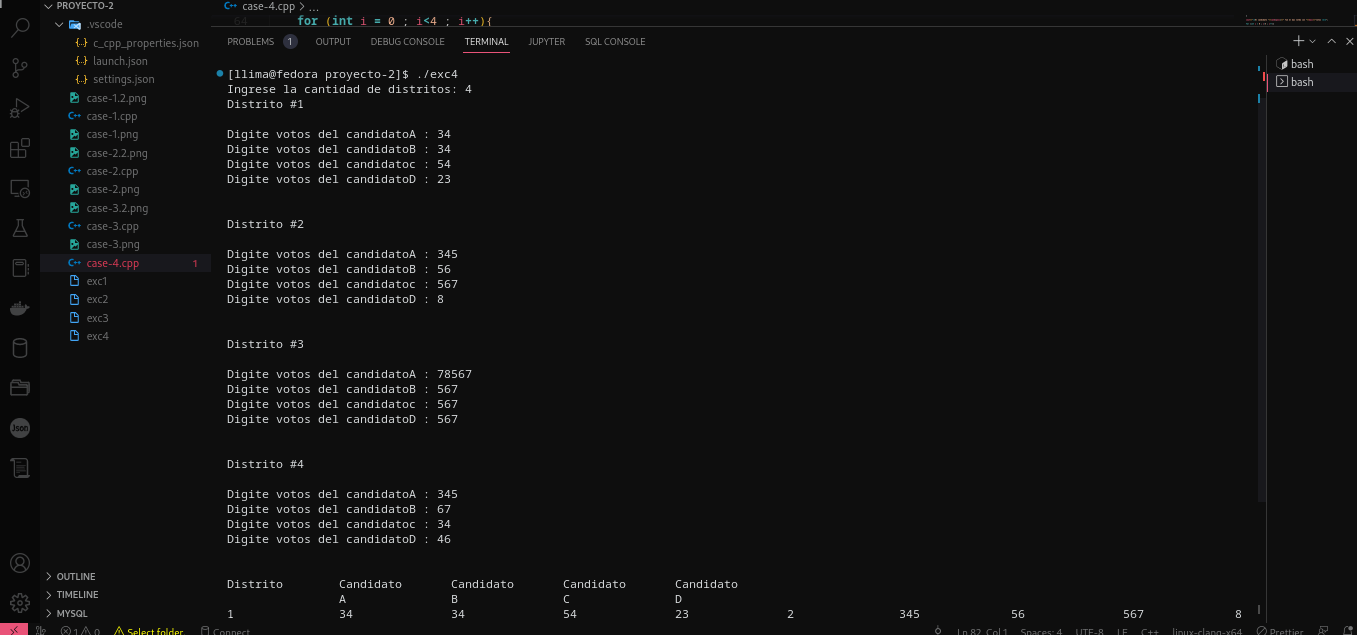 PROYECTO-2
.vscode
{..} c_cpp_properties.json
{..} launch.json
{..} settings.json
case-1.2.png
case-1.cpp
case-1.png
case-2.2.png
case-2.cpp
case-2.png
case-3.2.png
case-3.cpp
case-3.png
case-4.cpp 1
exc1
exc2
exc3
exc4
OUTLINE
TIMELINE
MYSQL
Json
case-4.cpp > ...
64 for (int i = 0 ; i<4 ; i++){
PROBLEMS 1 OUTPUT DEBUG CONSOLE TERMINAL JUPYTER SQL CONSOLE
[llima@fedora proyecto-2]$ ./exc4
Ingrese la cantidad de distritos: 4
Distrito #1
Digite votos del candidatoA : 34
Digite votos del candidatoB : 34
Digite votos del candidatoc : 54
Digite votos del candidatoD : 23
Distrito #2
Digite votos del candidatoA : 345
Digite votos del candidatoB : 56
Digite votos del candidatoc : 567
Digite votos del candidatoD : 8
Distrito #3
Digite votos del candidatoA : 78567
Digite votos del candidatoB : 567
Digite votos del candidatoc : 567
Digite votos del candidatoD : 567
Distrito #4
Digite votos del candidatoA : 345
Digite votos del candidatoB : 67
Digite votos del candidatoc : 34
Digite votos del candidatoD : 46
Distrito Candidato Candidato Candidato Candidato
A B C D
1 34 34 54 23 2 345 56 567 8
bash
bash
1 0 Select folder Connect Ln 82, Col 1 Spaces: 4 UTF-8 LF C++ linux-clang-x64 Prettier